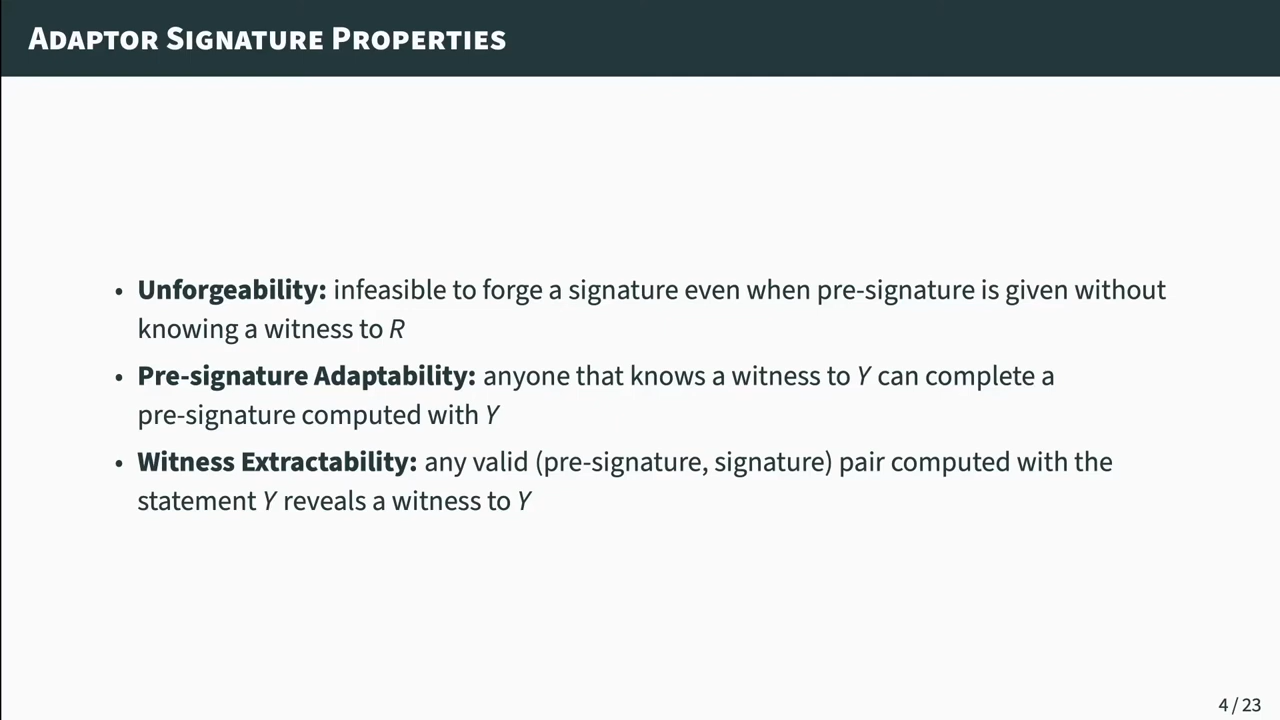 Adaptor Signature Properties
• Unforgeability: infeasible to forge a signature even when pre-signature is given without
knowing a witness to R
• Pre-signature Adaptability: anyone that knows a witness to Y can complete a
pre-signature computed with Y
• Witness Extractability: any valid (pre-signature, signature) pair computed with the
statement Y reveals a witness to Y
4 / 23